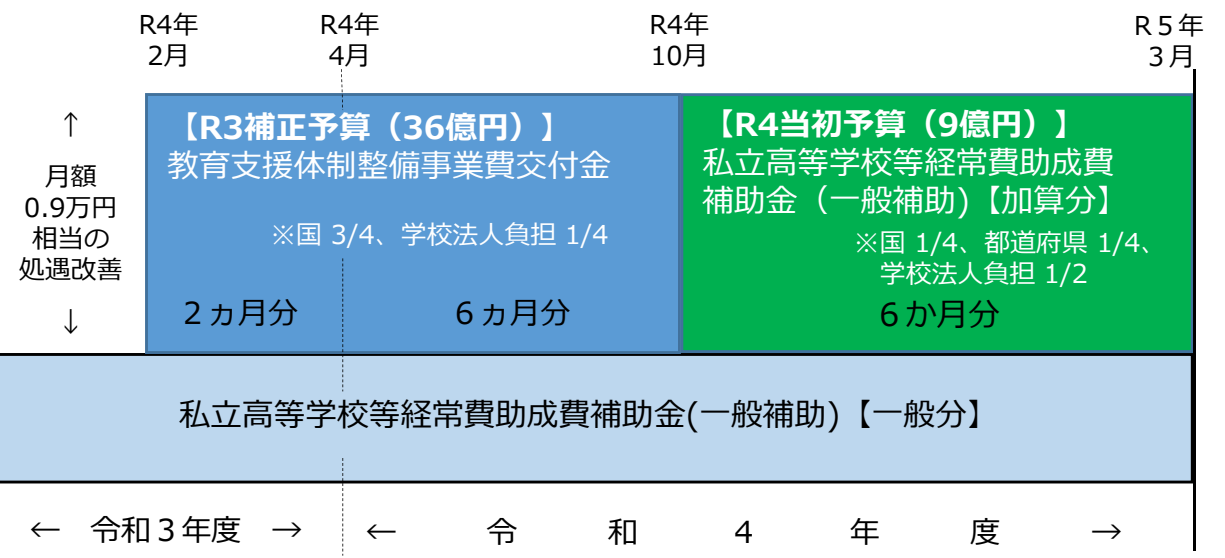 R4年
2月
R4年
4月
R4年
10月
R５年
３月
↑
月額
0.9万円
相当の
処遇改善
↓
【R3補正予算（36億円）】
教育支援体制整備事業費交付金
※国 3/4、学校法人負担 1/4
２ヵ月分
６ヵ月分
【R4当初予算（9億円）】
私立高等学校等経常費助成費
補助金（一般補助)【加算分】
※国 1/4、都道府県 1/4、
学校法人負担 1/2
６か月分
私立高等学校等経常費助成費補助金(一般補助)【一般分】
← 令和３年度 →
← 令 和 4 年 度 →